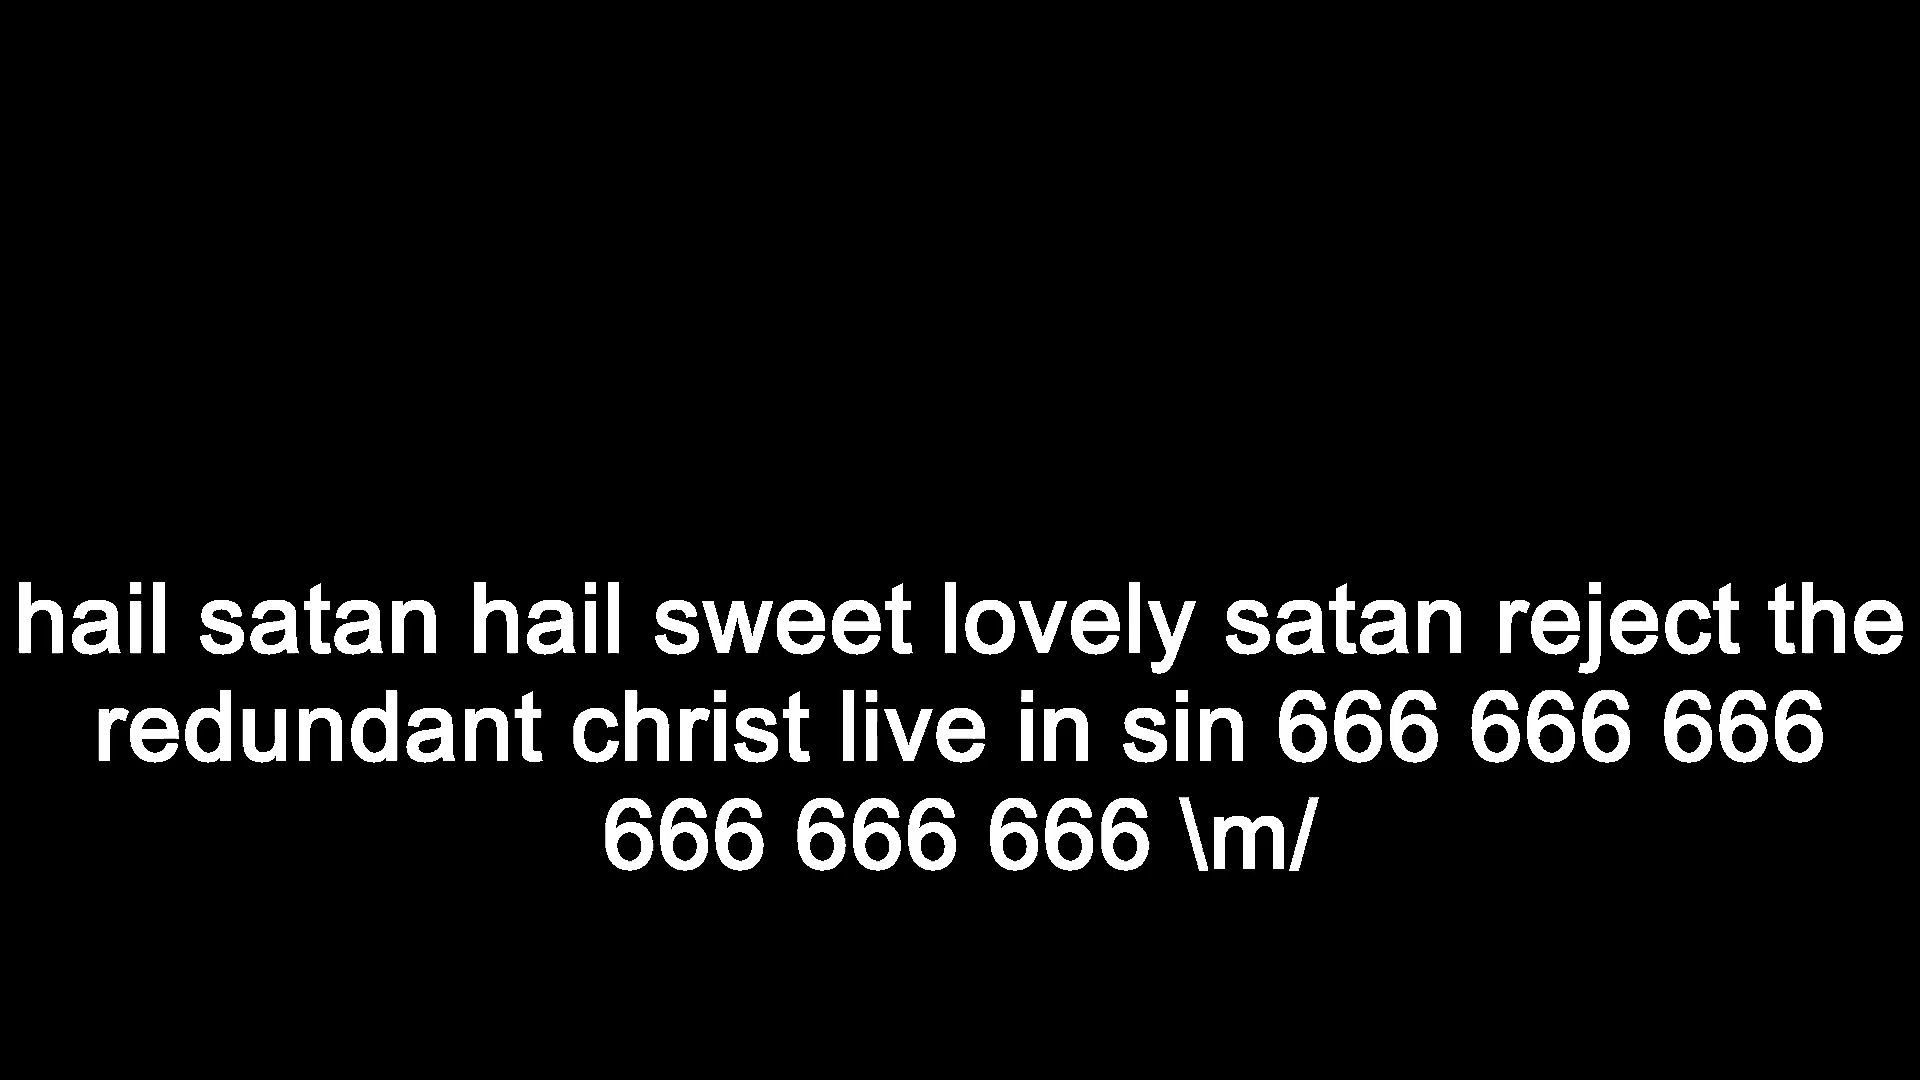 hail satan hail sweet lovely satan reject the
redundant christ live in sin 666 666 666
666 666 666 \m/